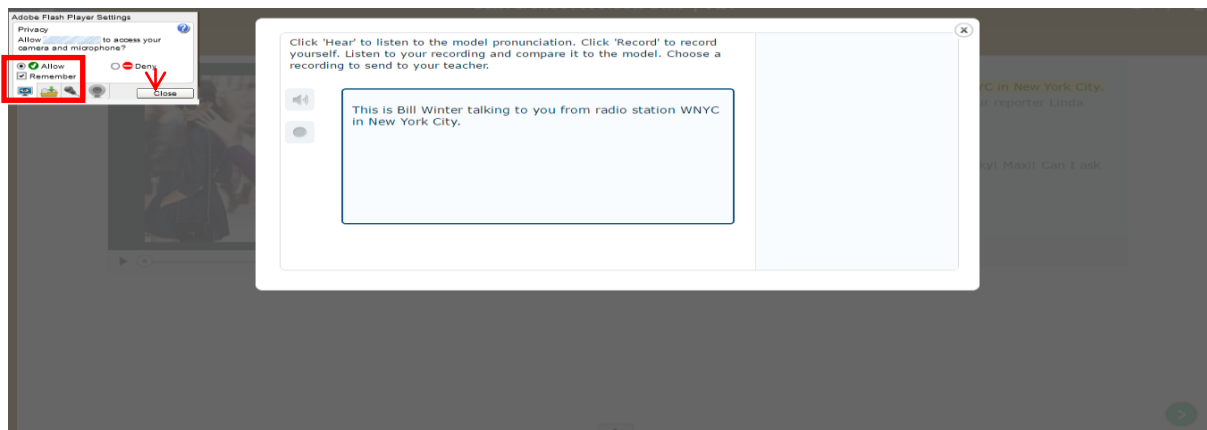 Adobe Flash Player Settings
Privacy
Allow to access your
camera and microphone?
Allow Deny
Remember
Close
Click 'Hear' to listen to the model pronunciation. Click 'Record' to record
yourself. Listen to your recording and compare it to the model. Choose a
recording to send to your teacher.
This is Bill Winter talking to you from radio station WNYC
in New York City.
C in New York City.
ur reporter Linda
ky! Maxi! Can I ask